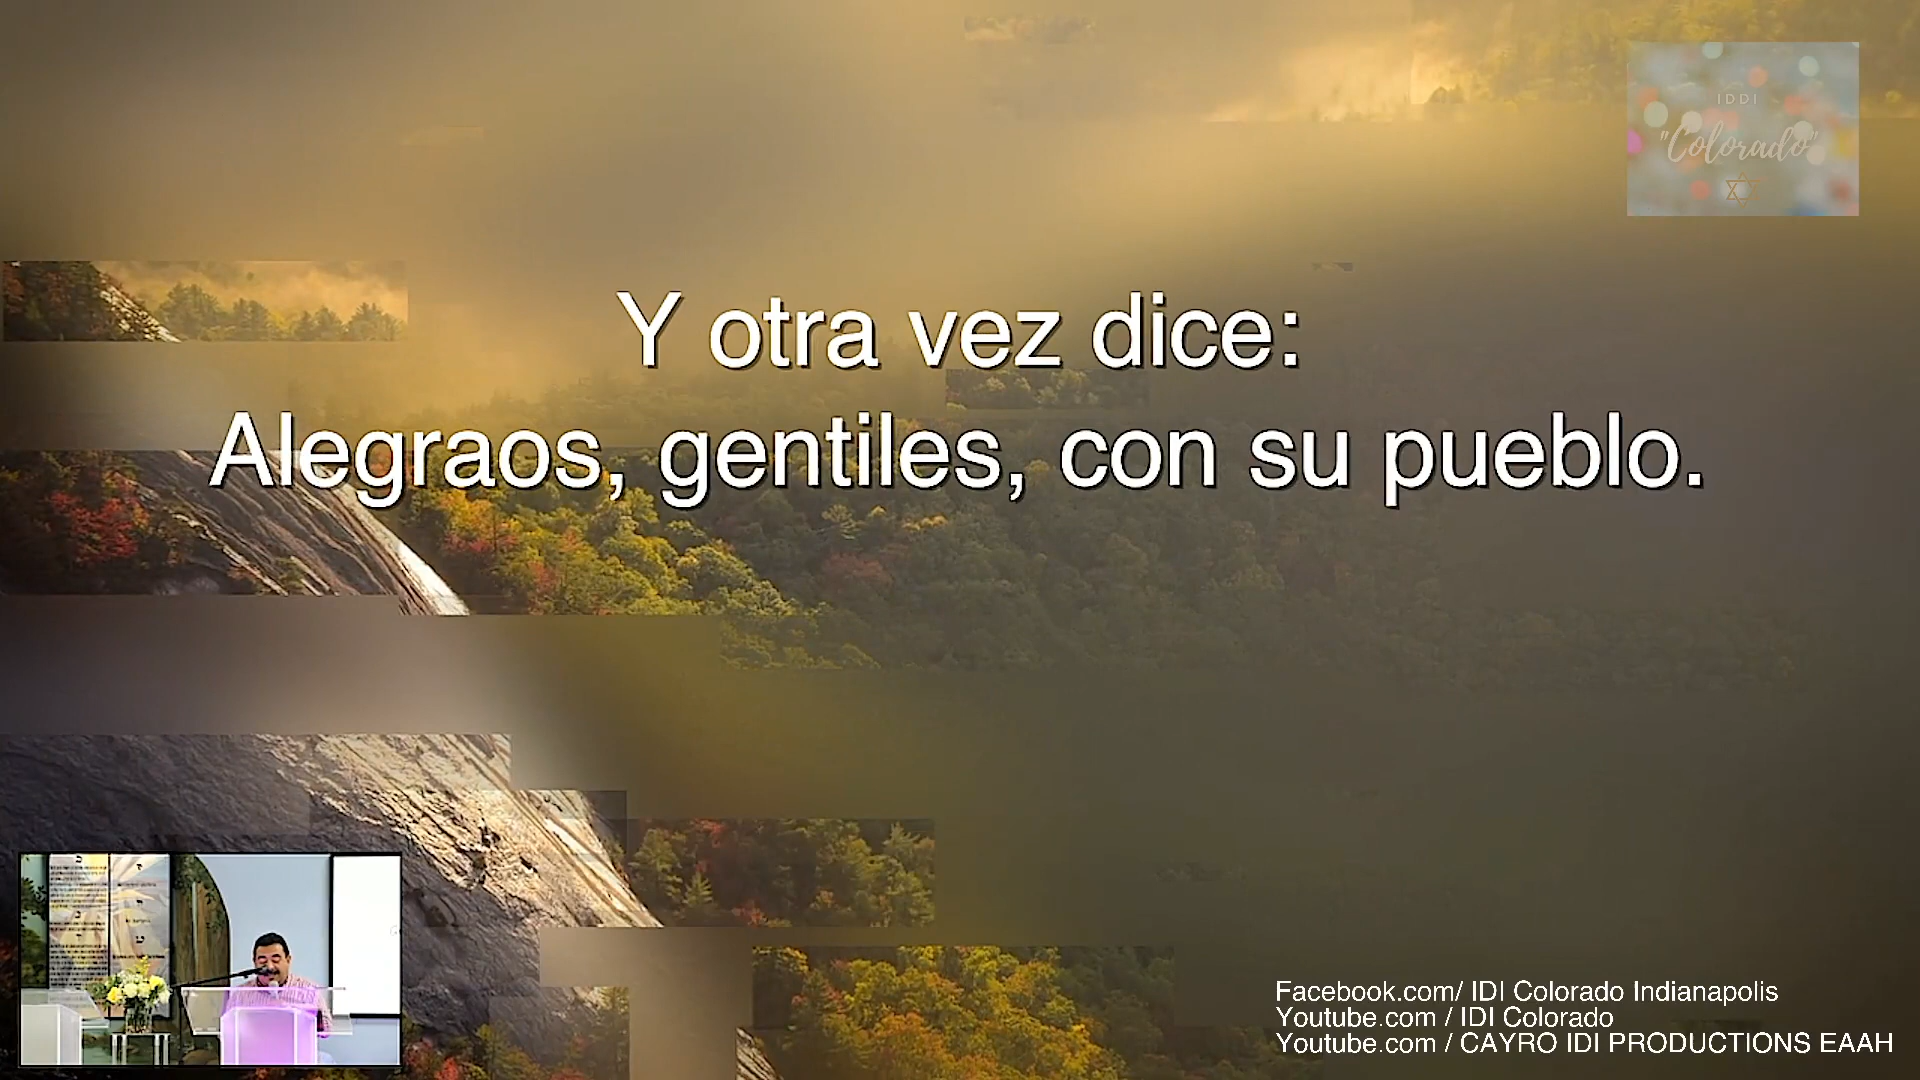 IDDI
"Colorado"
Y otra vez dice:
Alegraos, gentiles, con su pueblo.
Facebook.com/ IDI Colorado Indianapolis
Youtube.com / IDI Colorado
Youtube.com / CAYRO IDI PRODUCTIONS EAAH